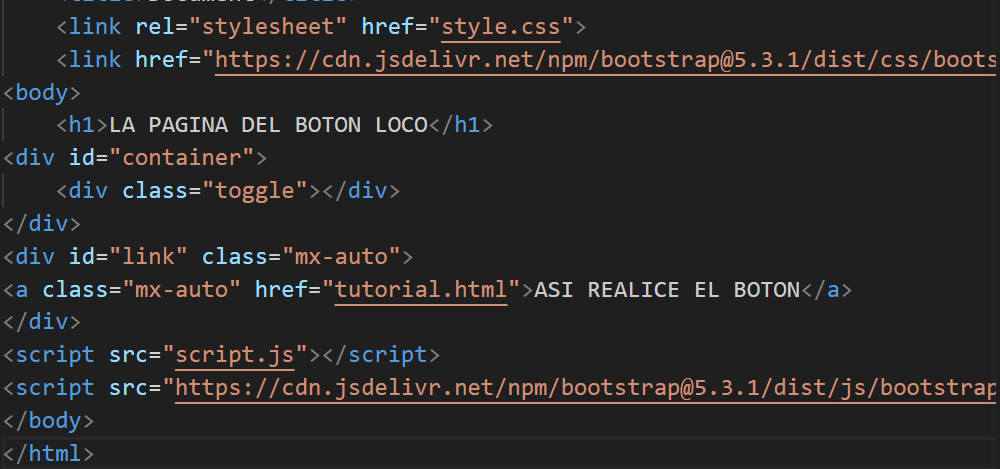 <link rel="stylesheet" href="style.css">
<link href="https://cdn.jsdelivr.net/npm/bootstrap@5.3.1/dist/css/boots
<body>
<h1>LA PAGINA DEL BOTON LOCO</h1>
<div id="container">
<div class="toggle"></div>
</div>
<div id="link" class="mx-auto">
<a class="mx-auto" href="tutorial.html">ASI REALICE EL BOTON</a>
</div>
<script src="script.js"></script>
<script src="https://cdn.jsdelivr.net/npm/bootstrap@5.3.1/dist/js/bootstrap
</body>
</html>